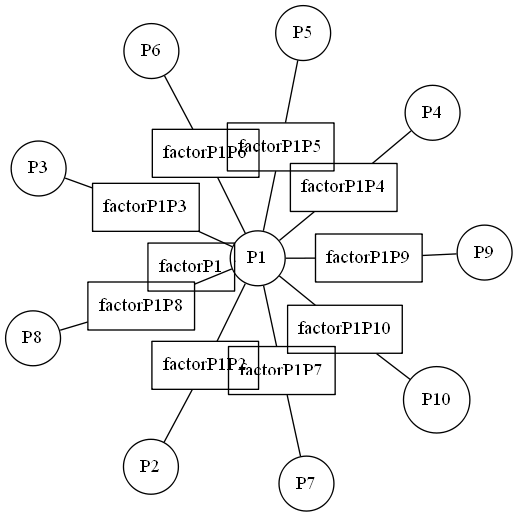 P5
P6
P4
factorP1P5
factorP1P6
P3
factorP1P4
factorP1P3
P1
factorP1P9
P9
factorP1
factorP1P8
factorP1P10
P8
factorP1P2
factorP1P7
P10
P2
P7